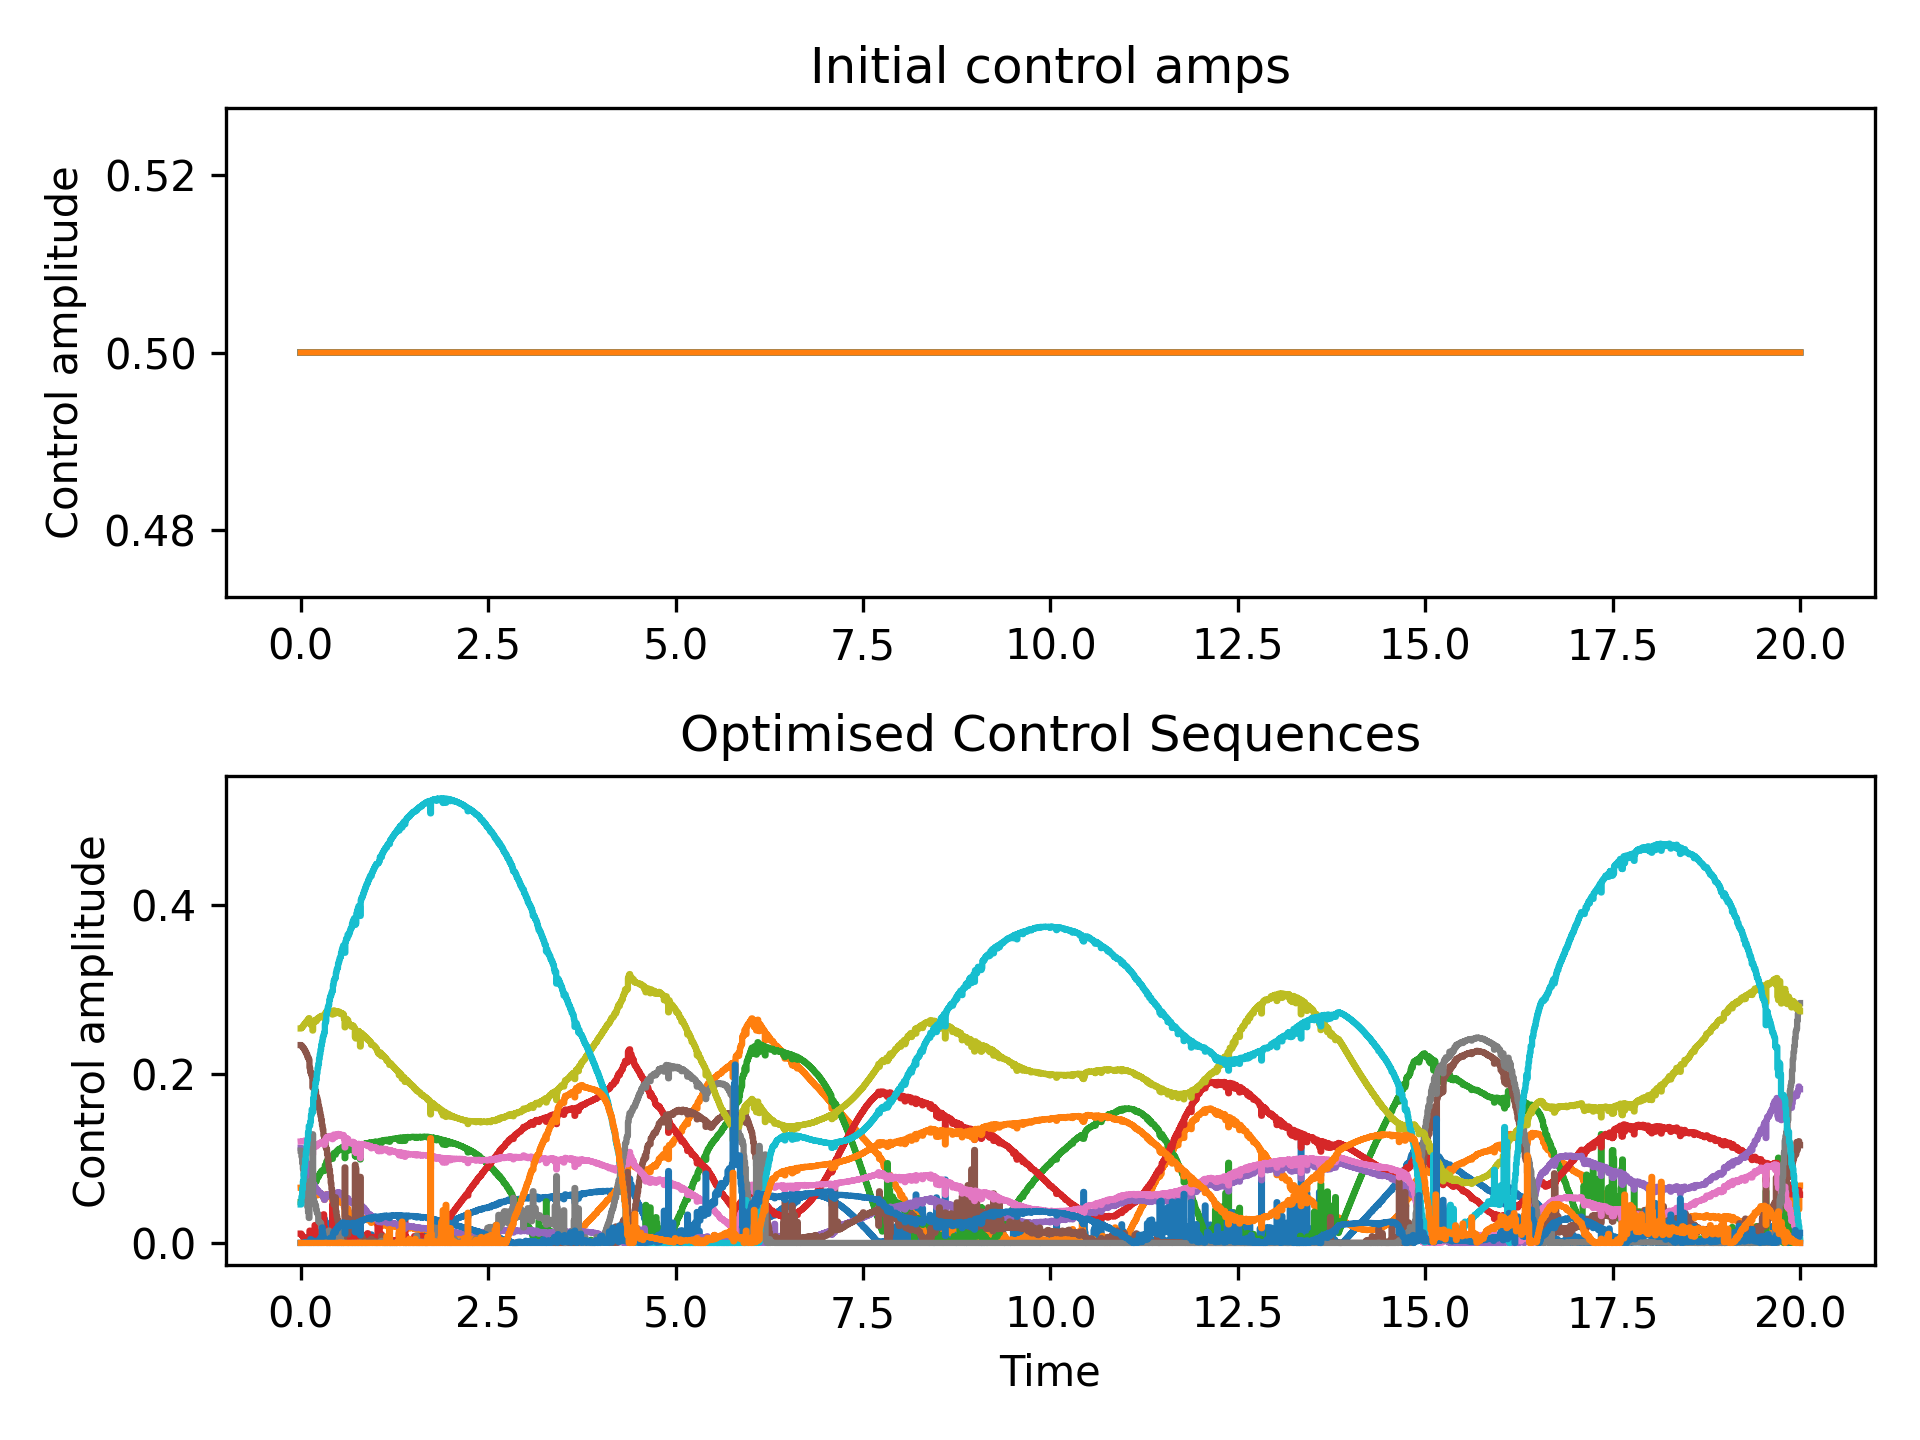 Initial control amps
Control amplitude
0.52
0.50
0.48
0.0 2.5 5.0 7.5 10.0 12.5 15.0 17.5 20.0
Optimised Control Sequences
Control amplitude
0.4
0.2
0.0
0.0 2.5 5.0 7.5 10.0 12.5 15.0 17.5 20.0
Time